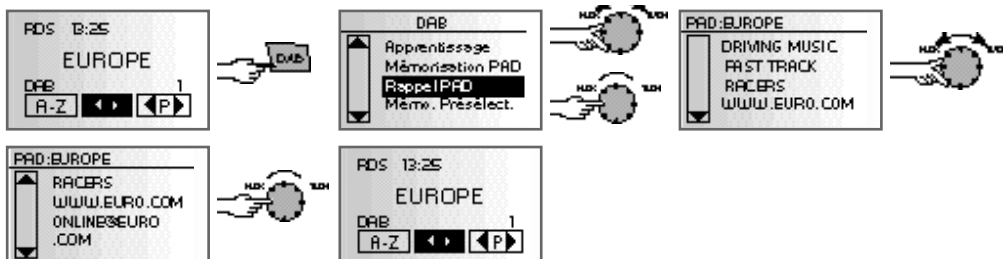 RDS 13:25
EUROPE
DAB 1
A-Z P
DAB
DAB
Apprentissage
Mémorisation PAD
Rappel PAD
Mémo. Présélect.
PAD:EUROPE
DRIVING MUSIC
FAST TRACK
RACERS
WWW.EURO.COM
PAD:EUROPE
RACERS
WWW.EURO.COM
ONLINE@EURO
.COM
RDS 13:25
EUROPE
DAB 1
A-Z P